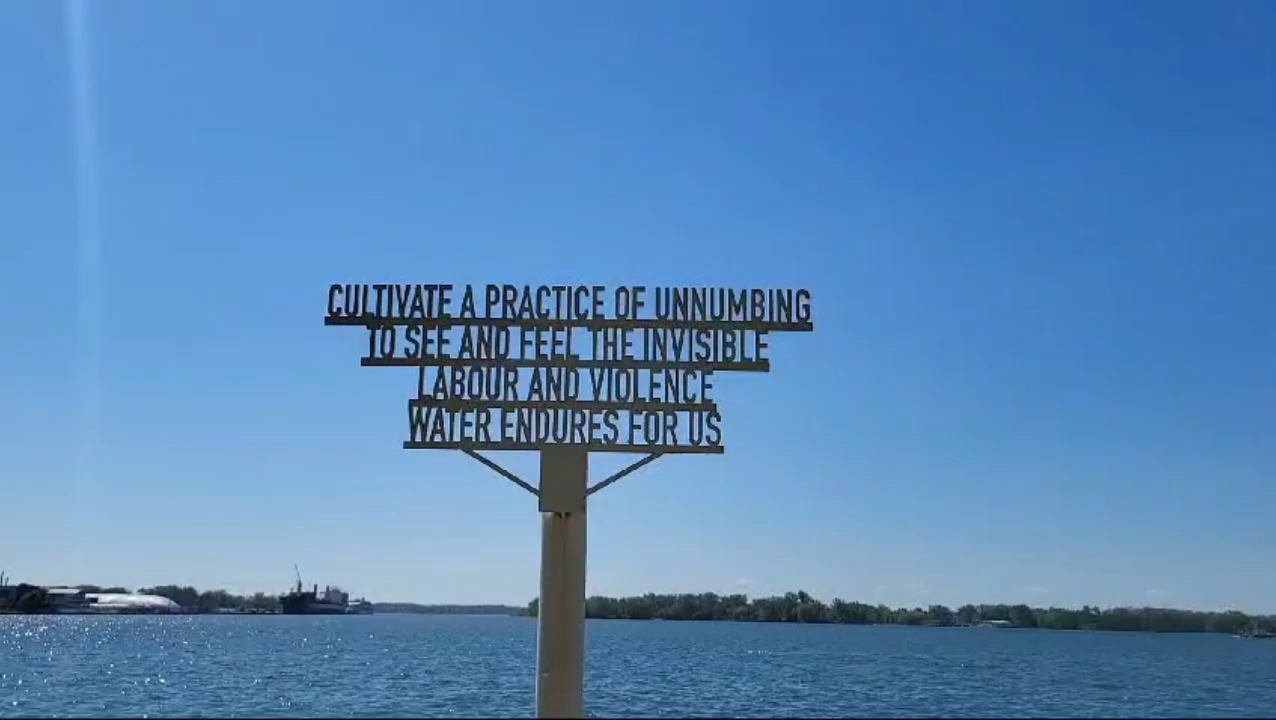 CULTIVATE A PRACTICE OF UNNUMBING
TO SEE AND FEEL THE INVISIBLE
LABOUR AND VIOLENCE
WATER ENDURES FOR US